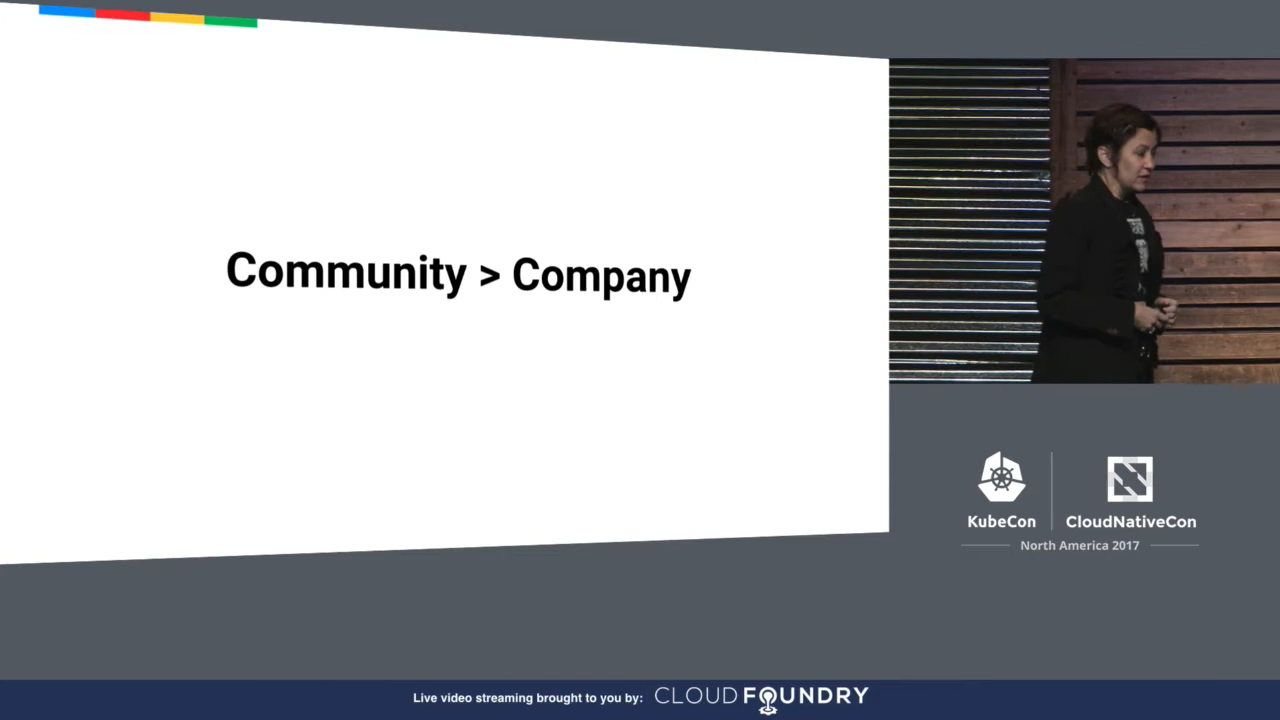 Community > Company
KubeCon
CloudNativeCon
North America 2017
Live video streaming brought to you by: CLOUD FOUNDRY